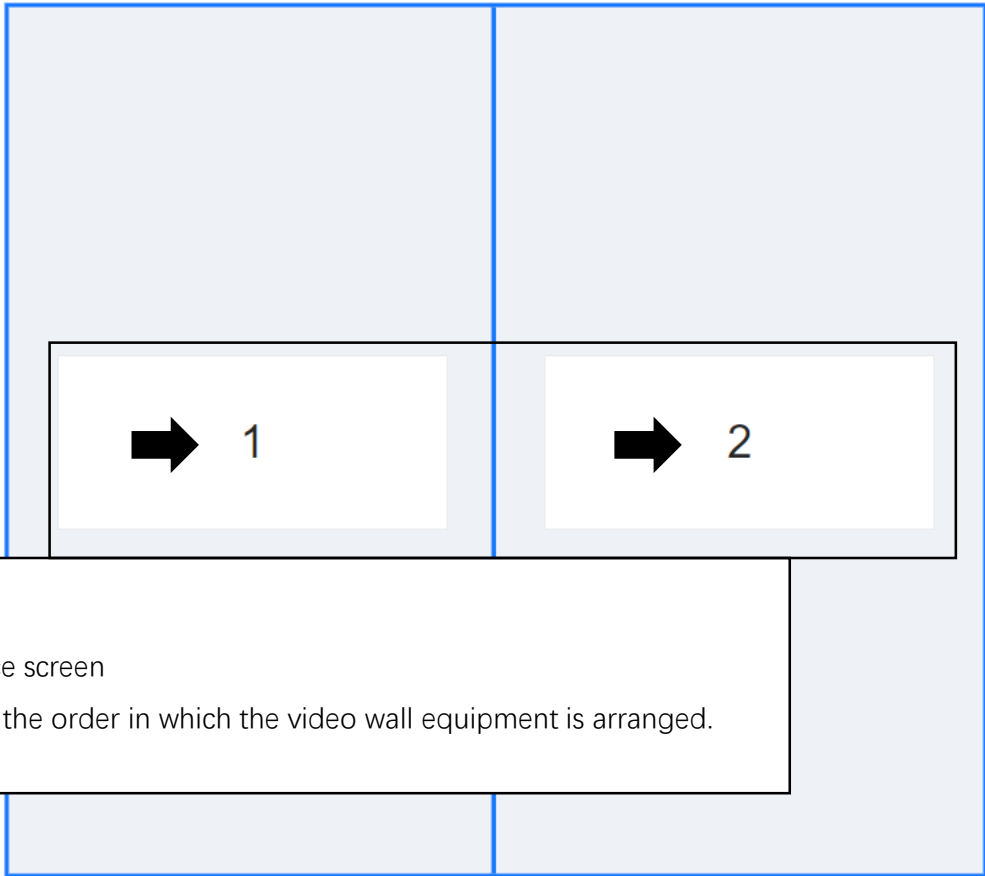 1
2
screen
the order in which the video wall equipment is arranged.